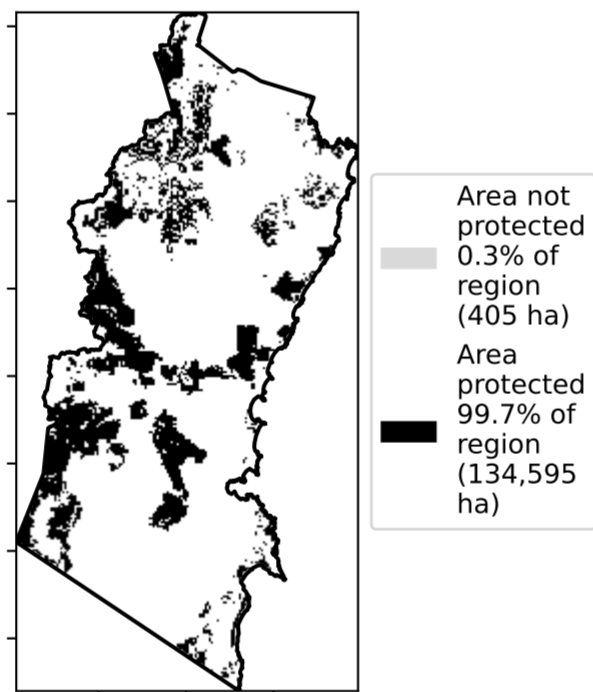 Area not
protected
0.3% of
region
(405 ha)
Area
protected
99.7% of
region
(134,595
ha)